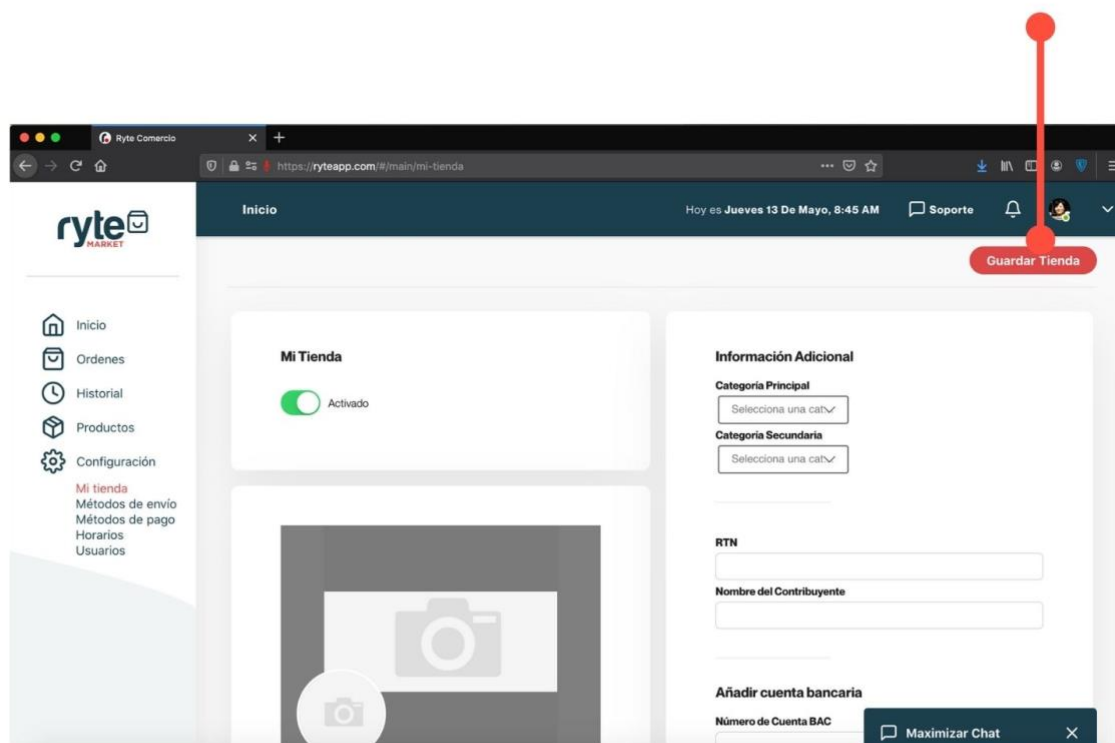 Ryte Comercio
https://ryteapp.com/#/main/mi-tienda
ryte
MARKET
Inicio
Hoy es Jueves 13 De Mayo, 8:45 AM
Soporte
Guardar Tienda
Inicio
Ordenes
Historial
Productos
Configuración
Mi tienda
Métodos de envío
Métodos de pago
Horarios
Usuarios
Mi Tienda
Activado
Información Adicional
Categoría Principal
Selecciona una cat
Categoría Secundaria
Selecciona una cat
RTN
Nombre del Contribuyente
Añadir cuenta bancaria
Número de Cuenta BAC
Maximizar Chat